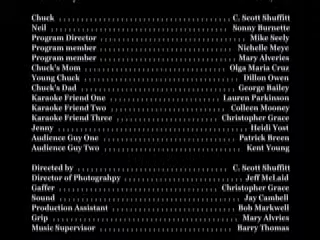 Chuck C. Scott Shuffitt
Neil Sonny Burnette
Program Director Mike Seely
Program member Nichelle Meye
Program member Mary Alveries
Chuck's Mom Olga Maria Cruz
Young Chuck Dillon Owen
Chuck's Dad George Bailey
Karaoke Friend One Lauren Parkinson
Karaoke Friend Two Colleen Mooney
Karaoke Friend Three Christopher Grace
Jenny Heidi Yost
Audience Guy One Patrick Breen
Audience Guy Two Kent Young
Directed by C. Scott Shuffitt
Director of Photograhpy Jeff McLaid
Gaffer Christopher Grace
Sound Jay Cambell
Production Assistant Bob Markwell
Grip Mary Alvries
Music Supervisor Barry Thomas